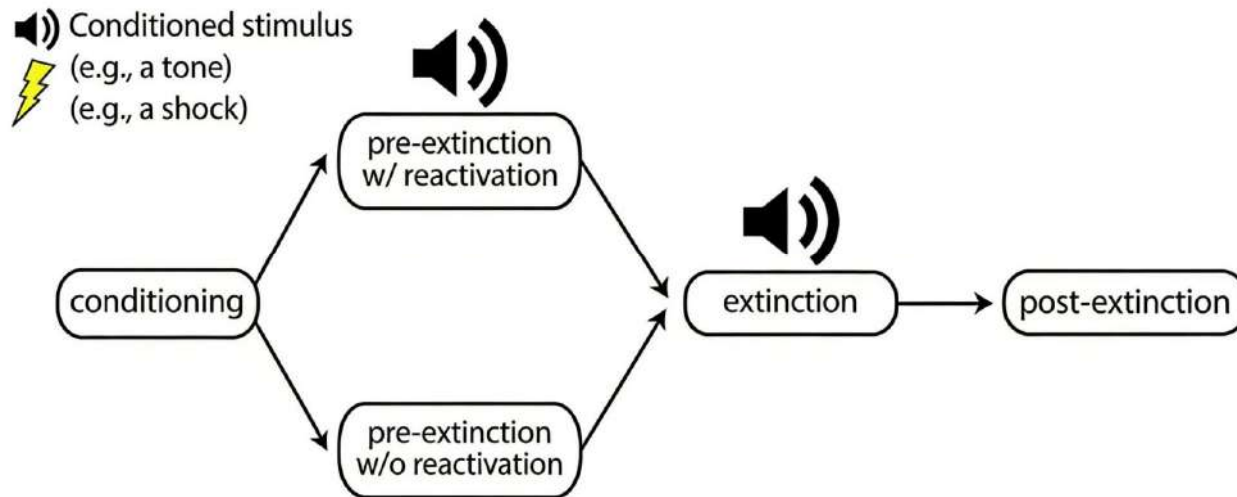 Conditioned stimulus
(e.g., a tone)
(e.g., a shock)
pre-extinction
w/ reactivation
conditioning
extinction
post-extinction
pre-extinction
w/o reactivation